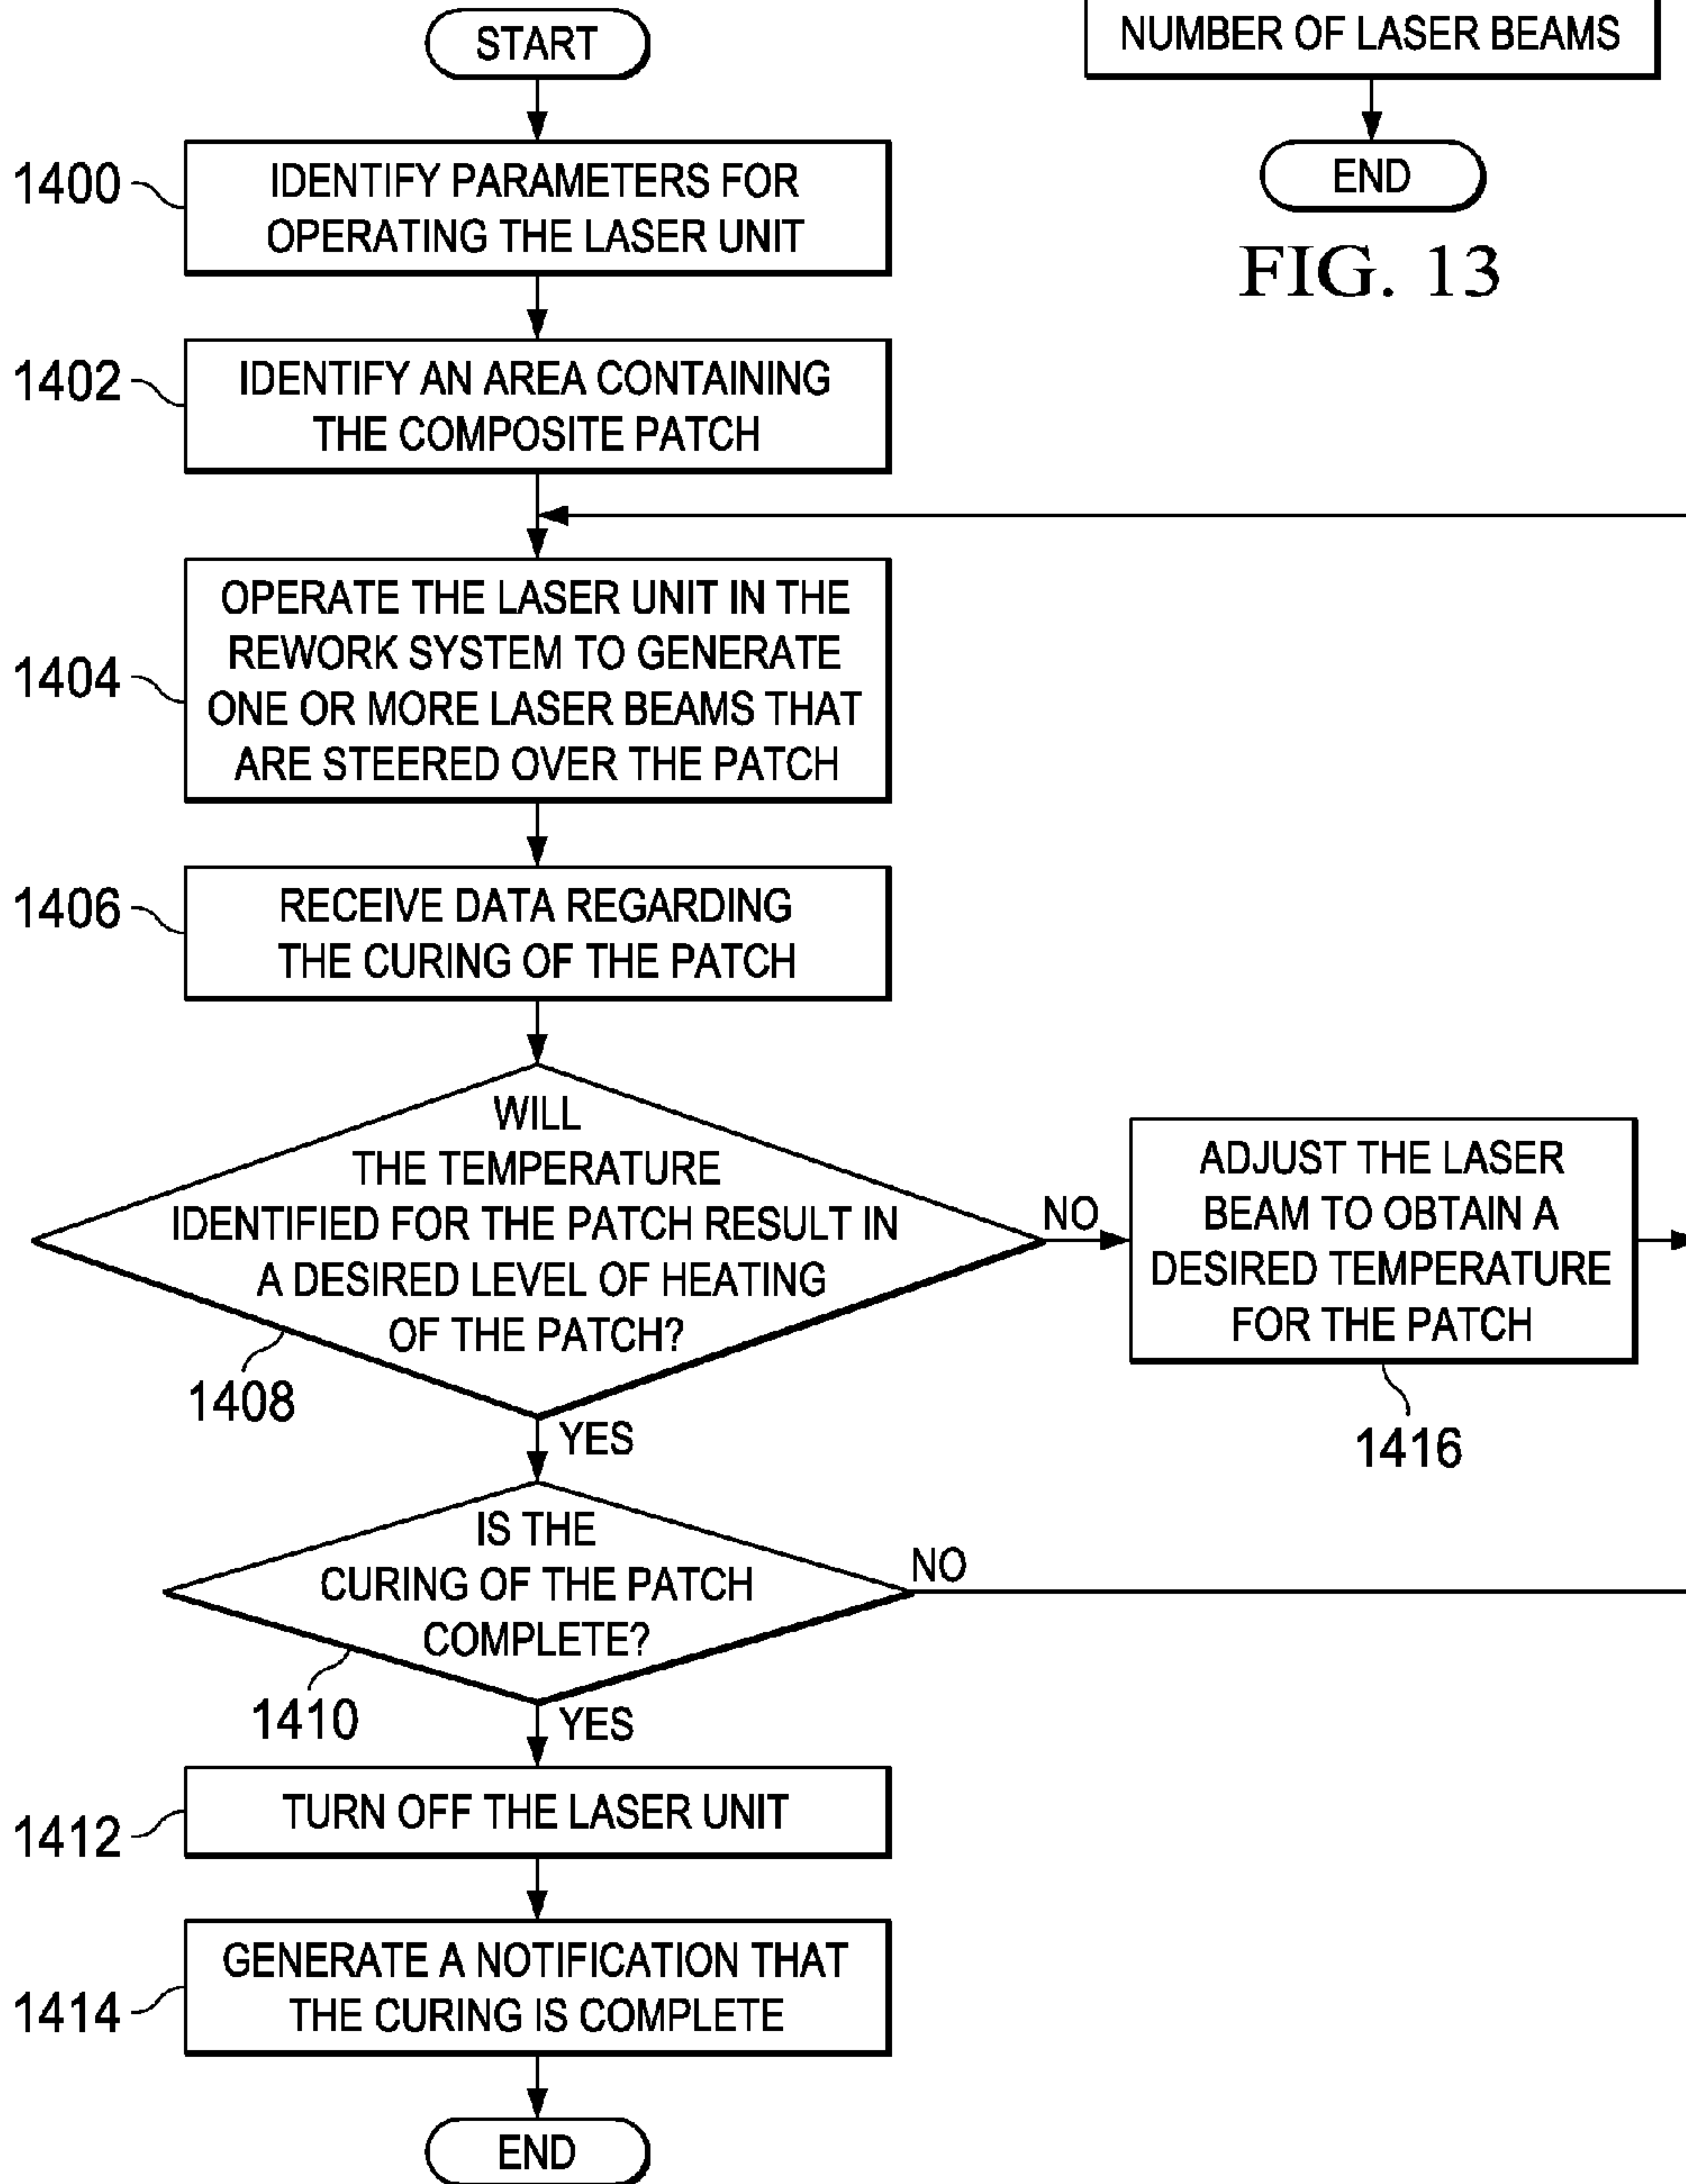 NUMBER OF LASER BEAMS
END
FIG. 13
START
1400
IDENTIFY PARAMETERS FOR
OPERATING THE LASER UNIT
1402
IDENTIFY AN AREA CONTAINING
THE COMPOSITE PATCH
1404
OPERATE THE LASER UNIT IN THE
REWORK SYSTEM TO GENERATE
ONE OR MORE LASER BEAMS THAT
ARE STEERED OVER THE PATCH
1406
RECEIVE DATA REGARDING
THE CURING OF THE PATCH
WILL
THE TEMPERATURE
IDENTIFIED FOR THE PATCH RESULT IN
A DESIRED LEVEL OF HEATING
OF THE PATCH?
1408
NO
ADJUST THE LASER
BEAM TO OBTAIN A
DESIRED TEMPERATURE
FOR THE PATCH
1416
YES
IS THE
CURING OF THE PATCH
COMPLETE?
1410
NO
YES
1412
TURN OFF THE LASER UNIT
1414
GENERATE A NOTIFICATION THAT
THE CURING IS COMPLETE
END